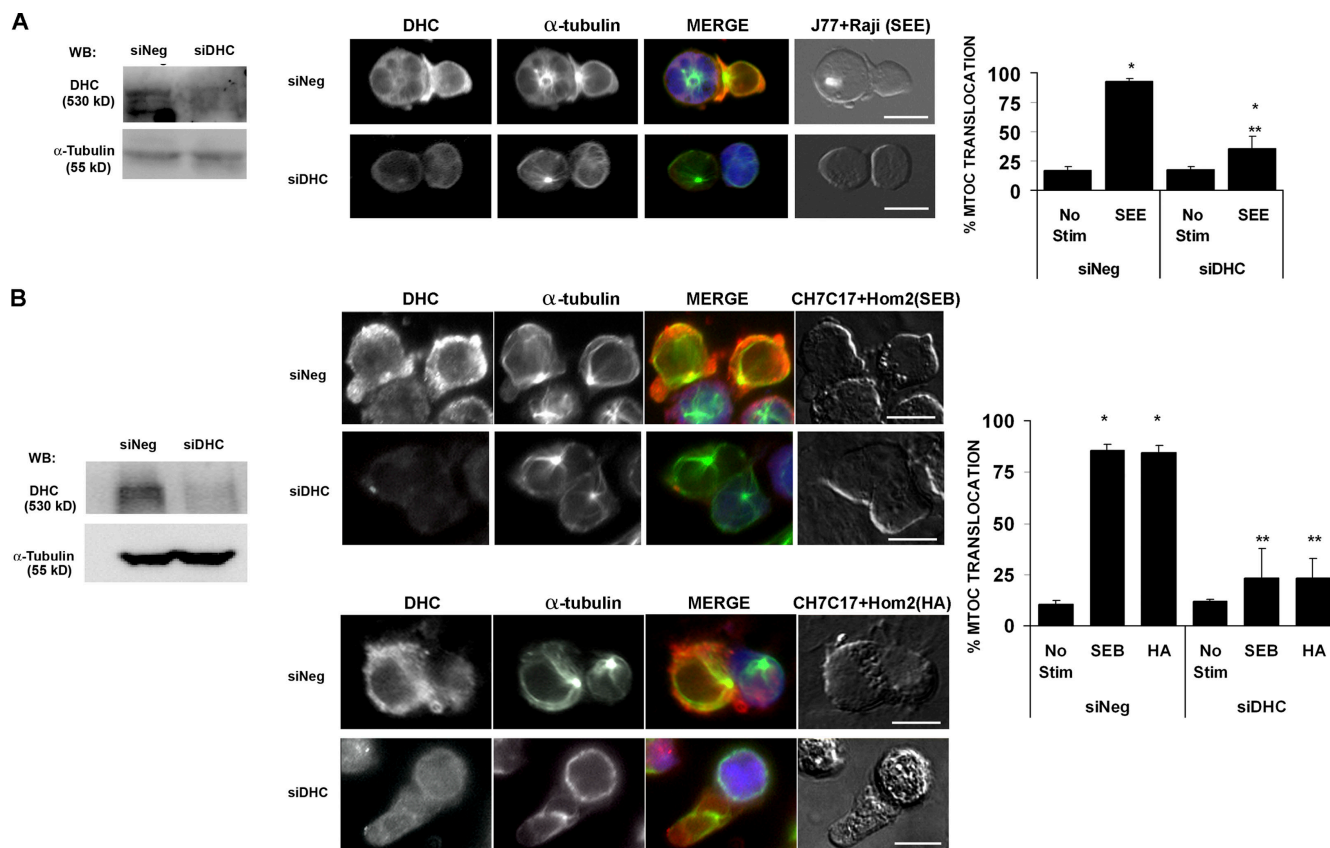 A
WB:
siNeg siDHC
DHC
(530 kD)
α-Tubulin
(55 kD)
DHC α-tubulin MERGE J77+Raji (SEE)
siNeg
siDHC
% MTOC TRANSLOCATION
100
75
50
25
0
*
*
**
No Stim SEE No Stim SEE
siNeg siDHC
B
WB:
siNeg siDHC
DHC
(530 kD)
α-Tubulin
(55 kD)
DHC α-tubulin MERGE CH7C17+Hom2(SEB)
siNeg
siDHC
DHC α-tubulin MERGE CH7C17+Hom2(HA)
siNeg
siDHC
% MTOC TRANSLOCATION
100
75
50
25
0
* * ** **
No Stim SEB HA No Stim SEB HA
siNeg siDHC